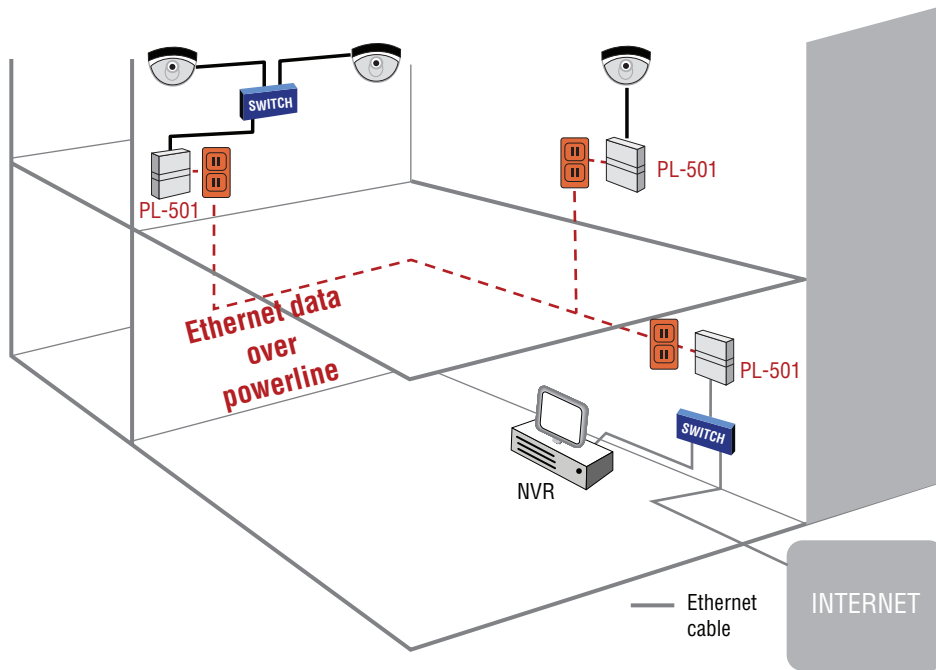 SWITCH
PL-501
PL-501
Ethernet data
over
powerline
PL-501
SWITCH
NVR
Ethernet
cable
INTERNET